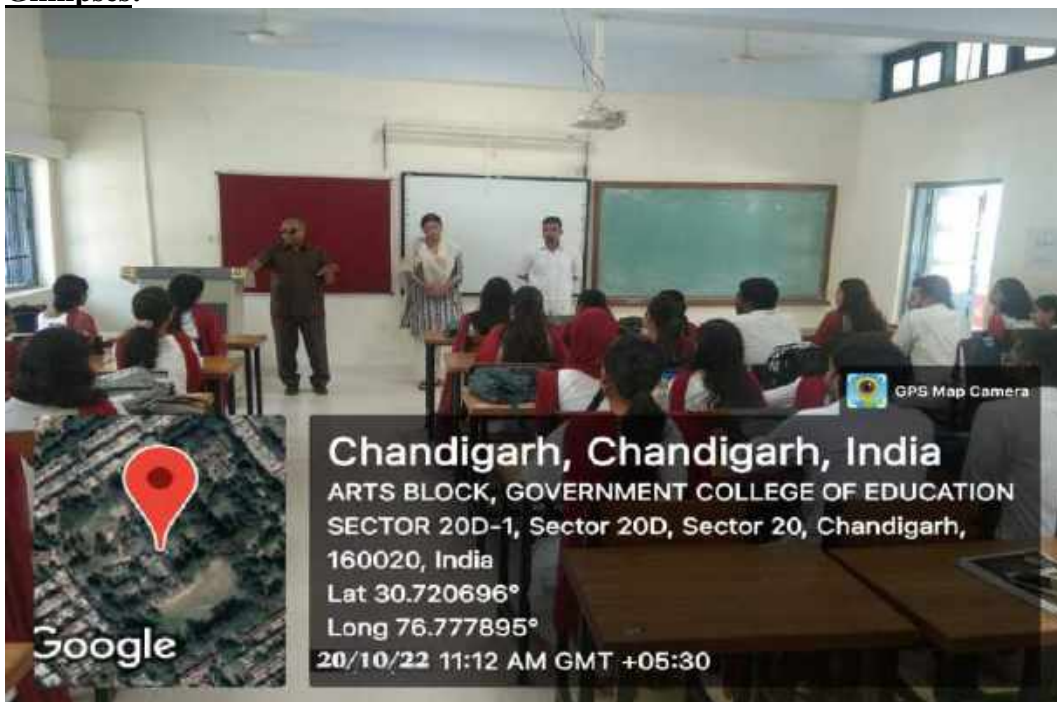 Glimpses:
GPS Map Camera
Chandigarh, Chandigarh, India
ARTS BLOCK, GOVERNMENT COLLEGE OF EDUCATION
SECTOR 20D-1, Sector 20D, Sector 20, Chandigarh,
160020, India
Lat 30.720696°
Long 76.777895°
20/10/22 11:12 AM GMT +05:30
Google